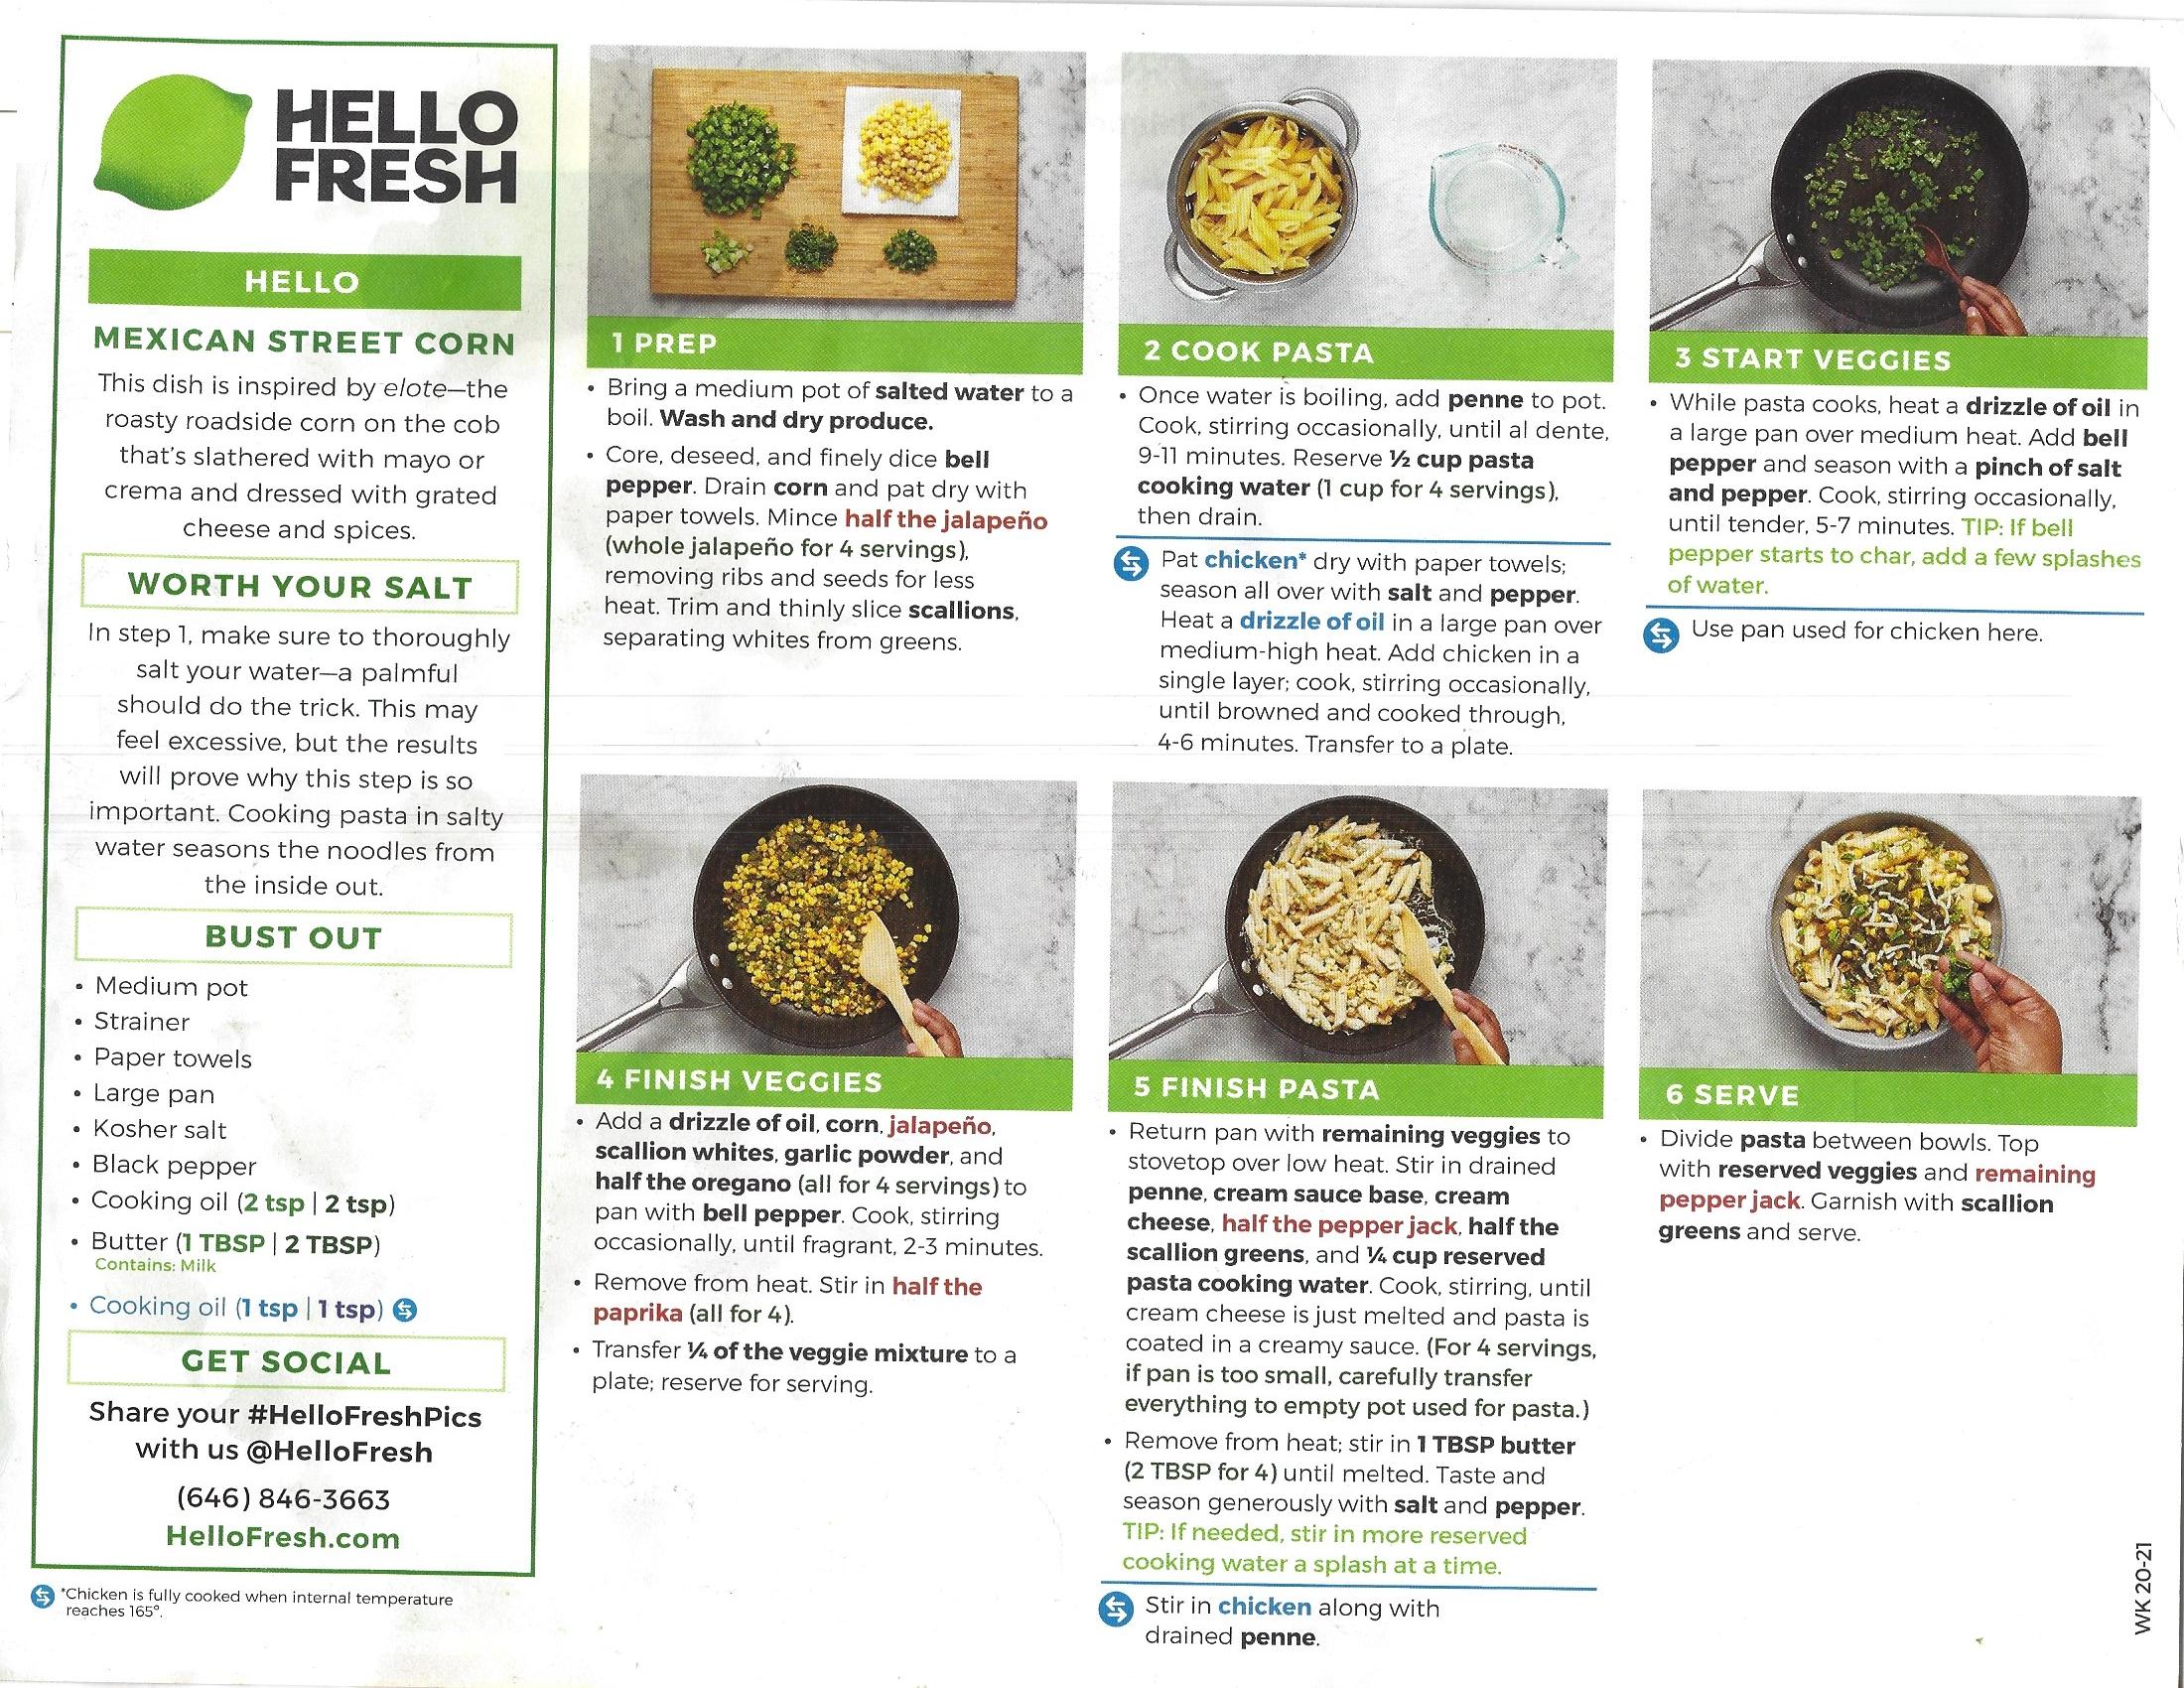 HELLO
FRESH
HELLO
MEXICAN STREET CORN
This dish is inspired by elote—the
roasty roadside corn on the cob
that's slathered with mayo or
crema and dressed with grated
cheese and spices.
WORTH YOUR SALT
In step 1, make sure to thoroughly
salt your water—a palmful
should do the trick. This may
feel excessive, but the results
will prove why this step is so
important. Cooking pasta in salty
water seasons the noodles from
the inside out.
BUST OUT
• Medium pot
• Strainer
• Paper towels
• Large pan
• Kosher salt
• Black pepper
• Cooking oil (2 tsp | 2 tsp)
• Butter (1 TBSP | 2 TBSP)
Contains: Milk
• Cooking oil (1 tsp | 1 tsp)
GET SOCIAL
Share your #HelloFreshPics
with us @HelloFresh
(646) 846-3663
HelloFresh.com
*Chicken is fully cooked when internal temperature
reaches 165°.
1 PREP
• Bring a medium pot of salted water to a
boil. Wash and dry produce.
• Core, deseed, and finely dice bell
pepper. Drain corn and pat dry with
paper towels. Mince half the jalapeño
(whole jalapeño for 4 servings),
removing ribs and seeds for less
heat. Trim and thinly slice scallions,
separating whites from greens.
2 COOK PASTA
• Once water is boiling, add penne to pot.
Cook, stirring occasionally, until al dente,
9-11 minutes. Reserve ½ cup pasta
cooking water (1 cup for 4 servings),
then drain.
Pat chicken* dry with paper towels;
season all over with salt and pepper.
Heat a drizzle of oil in a large pan over
medium-high heat. Add chicken in a
single layer; cook, stirring occasionally,
until browned and cooked through,
4-6 minutes. Transfer to a plate.
3 START VEGGIES
• While pasta cooks, heat a drizzle of oil in
a large pan over medium heat. Add bell
pepper and season with a pinch of salt
and pepper. Cook, stirring occasionally,
until tender, 5-7 minutes. TIP: If bell
pepper starts to char, add a few splashes
of water.
Use pan used for chicken here.
4 FINISH VEGGIES
• Add a drizzle of oil, corn, jalapeño,
scallion whites, garlic powder, and
half the oregano (all for 4 servings) to
pan with bell pepper. Cook, stirring
occasionally, until fragrant, 2-3 minutes.
• Remove from heat. Stir in half the
paprika (all for 4).
• Transfer ¼ of the veggie mixture to a
plate; reserve for serving.
5 FINISH PASTA
• Return pan with remaining veggies to
stovetop over low heat. Stir in drained
penne, cream sauce base, cream
cheese, half the pepper jack, half the
scallion greens, and ¼ cup reserved
pasta cooking water. Cook, stirring, until
cream cheese is just melted and pasta is
coated in a creamy sauce. (For 4 servings,
if pan is too small, carefully transfer
everything to empty pot used for pasta.)
• Remove from heat; stir in 1 TBSP butter
(2 TBSP for 4) until melted. Taste and
season generously with salt and pepper.
TIP: If needed, stir in more reserved
cooking water a splash at a time.
Stir in chicken along with
drained penne.
6 SERVE
• Divide pasta between bowls. Top
with reserved veggies and remaining
pepper jack. Garnish with scallion
greens and serve.
WK 20-21